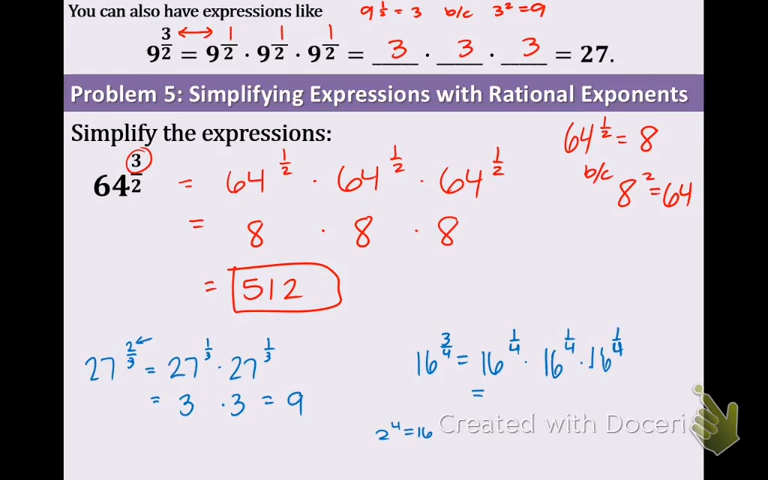 You can also have expressions like 9^(1/2) = 3 b/c 3² = 9
9^(3/2) = 9^(1/2) · 9^(1/2) · 9^(1/2) = 3 · 3 · 3 = 27.
Problem 5: Simplifying Expressions with Rational Exponents
Simplify the expressions:
64^(3/2) = 64^(1/2) · 64^(1/2) · 64^(1/2)
= 8 · 8 · 8
= 512
64^(1/2) = 8
b/c 8² = 64
27^(2/3) = 27^(1/3) · 27^(1/3)
= 3 · 3 = 9
16^(3/4) = 16^(1/4) · 16^(1/4) · 16^(1/4)
=
2⁴ = 16
Created with Doceri